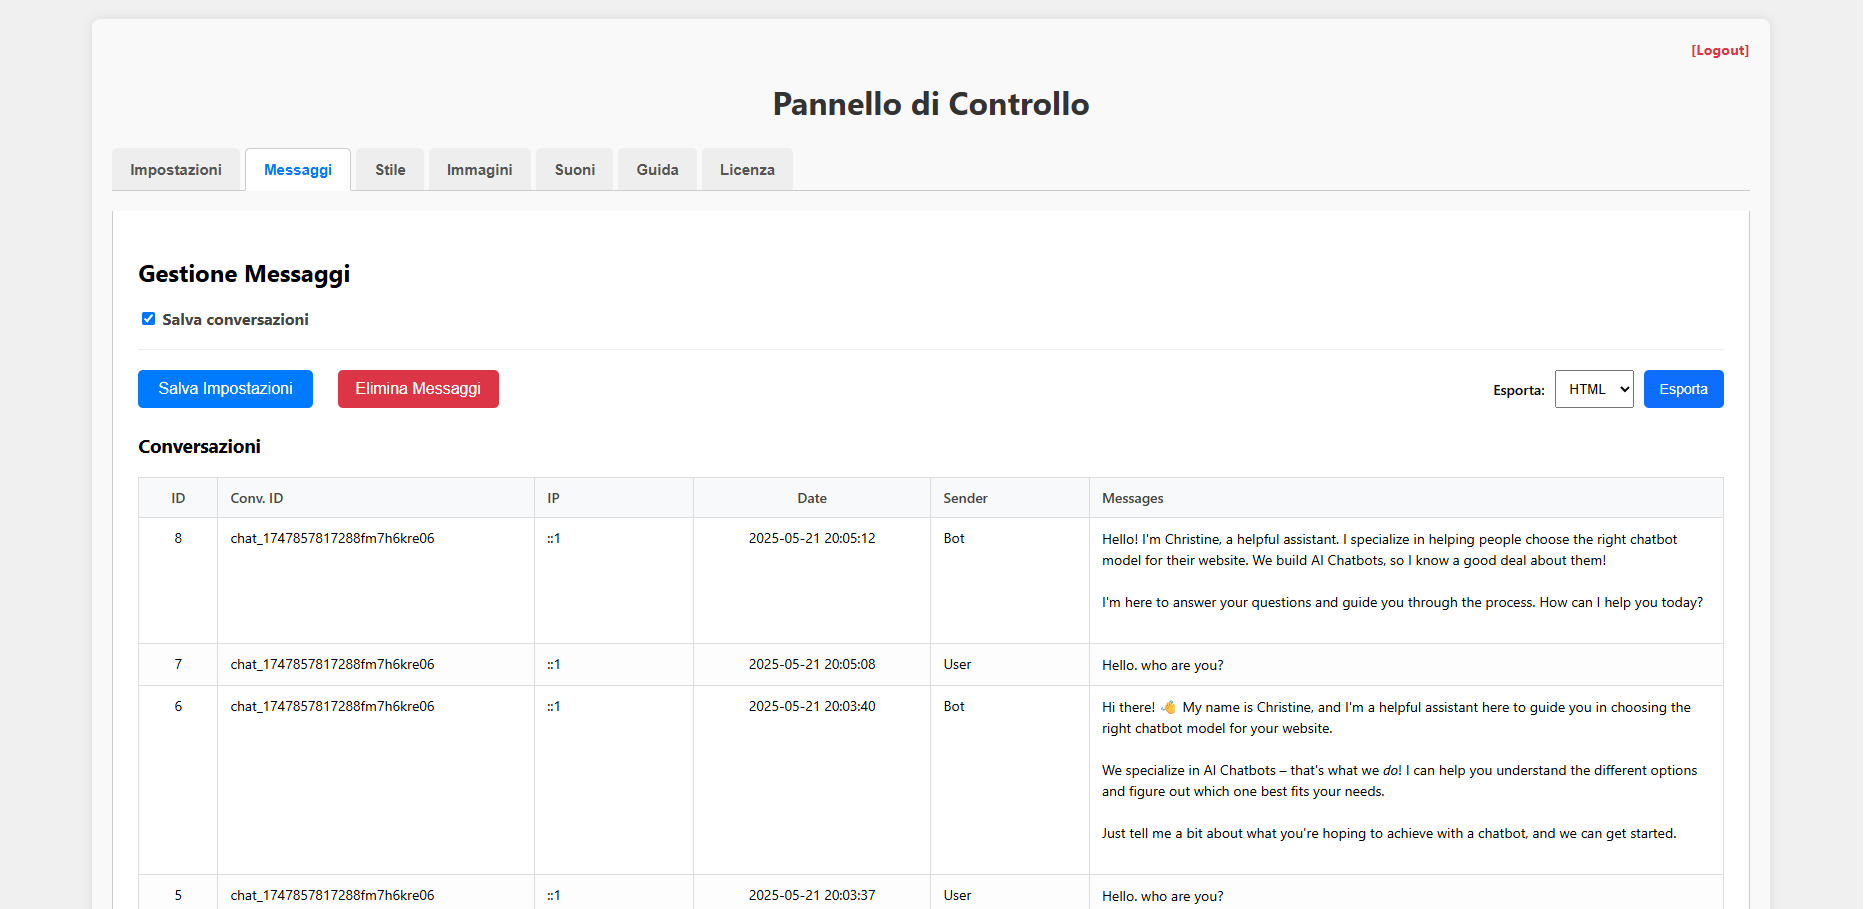 [Logout]
Pannello di Controllo
Impostazioni Messaggi Stile Immagini Suoni Guida Licenza
Gestione Messaggi
Salva conversazioni
Salva Impostazioni Elimina Messaggi Esporta: HTML Esporta
Conversazioni
ID Conv. ID IP Date Sender Messages
8 chat_1747857817288fm7h6kre06 ::1 2025-05-21 20:05:12 Bot Hello! I'm Christine, a helpful assistant. I specialize in helping people choose the right chatbot
model for their website. We build AI Chatbots, so I know a good deal about them!
I'm here to answer your questions and guide you through the process. How can I help you today?
7 chat_1747857817288fm7h6kre06 ::1 2025-05-21 20:05:08 User Hello. who are you?
6 chat_1747857817288fm7h6kre06 ::1 2025-05-21 20:03:40 Bot Hi there! 👋 My name is Christine, and I'm a helpful assistant here to guide you in choosing the
right chatbot model for your website.
We specialize in AI Chatbots – that's what we do! I can help you understand the different options
and figure out which one best fits your needs.
Just tell me a bit about what you're hoping to achieve with a chatbot, and we can get started.
5 chat_1747857817288fm7h6kre06 ::1 2025-05-21 20:03:37 User Hello. who are you?